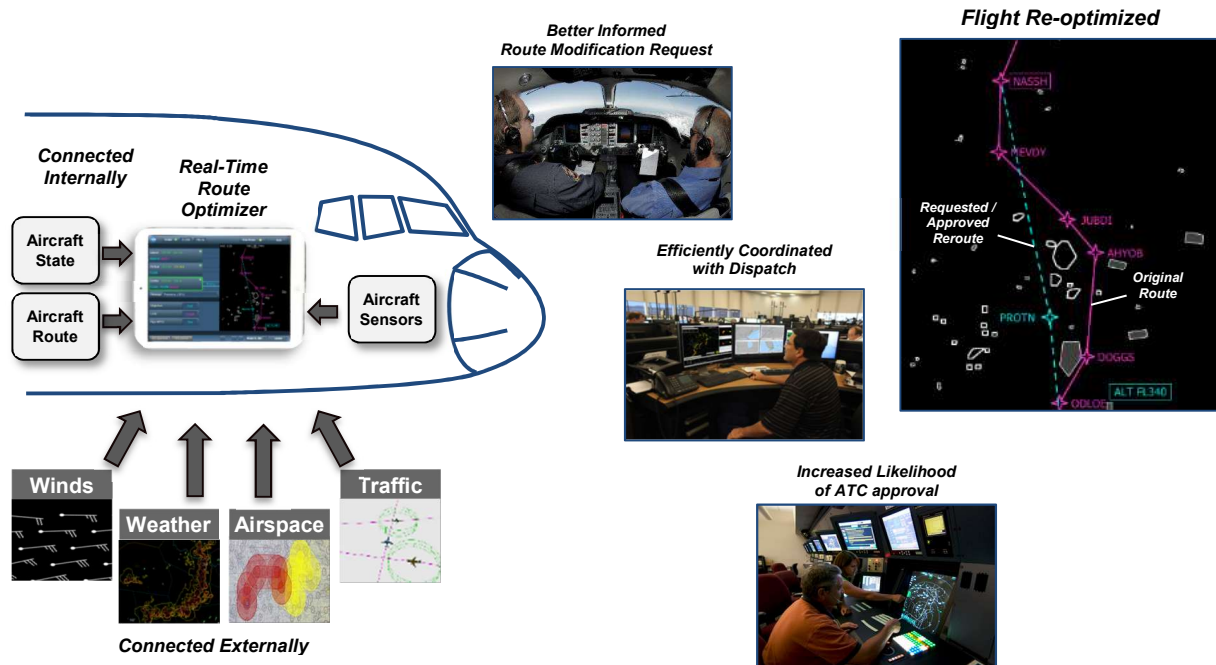 Connected
Internally
Real-Time
Route
Optimizer
Aircraft
State
Aircraft
Route
Aircraft
Sensors
Winds
Weather
Airspace
Traffic
Connected Externally
Better Informed
Route Modification Request
Efficiently Coordinated
with Dispatch
Increased Likelihood
of ATC approval
Flight Re-optimized
NASSH
MEVDY
JUBDI
Requested /
Approved
Reroute
AHYOB
Original
Route
PROTN
DOGGS
ALT FL340
ODLOE